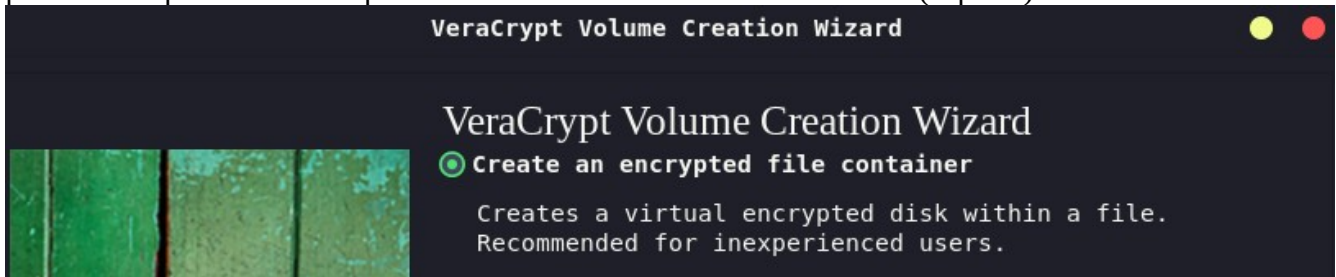 VeraCrypt Volume Creation Wizard
VeraCrypt Volume Creation Wizard
Create an encrypted file container
Creates a virtual encrypted disk within a file.
Recommended for inexperienced users.